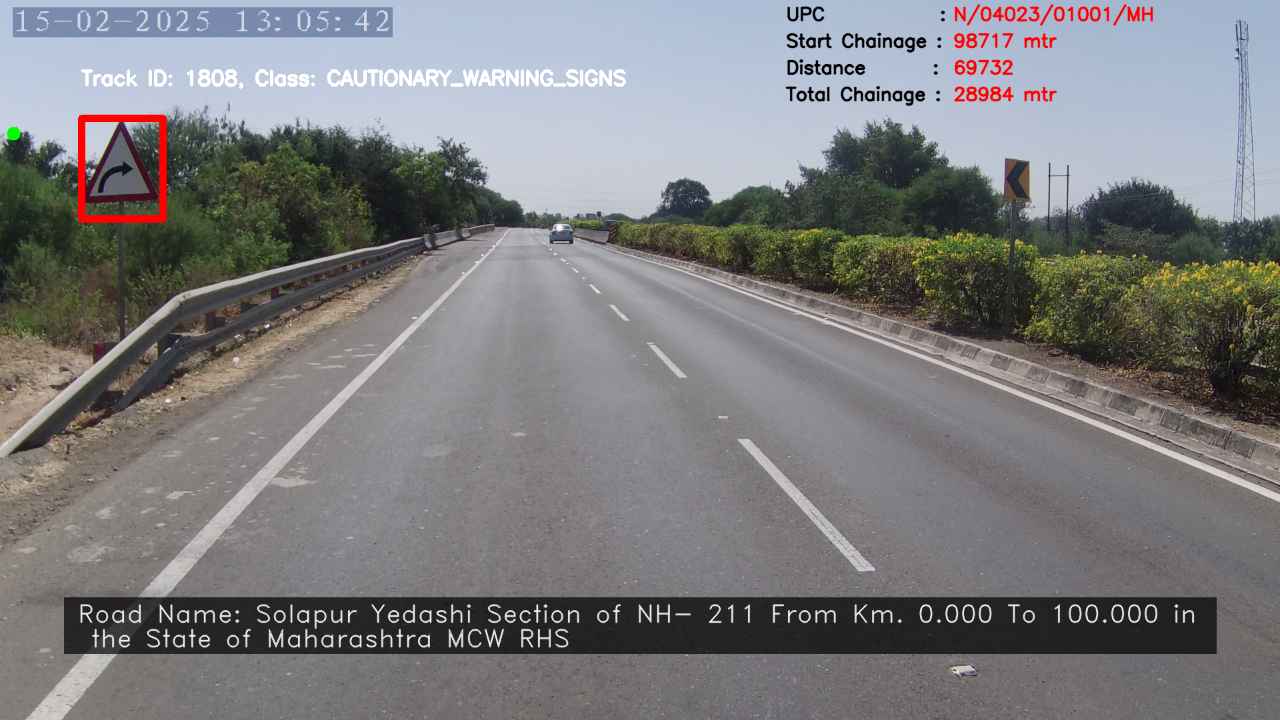 15-02-2025 13:05:42
UPC : N/04023/01001/MH
Start Chainage : 98717 mtr
Distance : 69732
Total Chainage : 28984 mtr
Track ID: 1808, Class: CAUTIONARY_WARNING_SIGNS
Road Name: Solapur Yedashi Section of NH- 211 From Km. 0.000 To 100.000 in
the State of Maharashtra MCW RHS